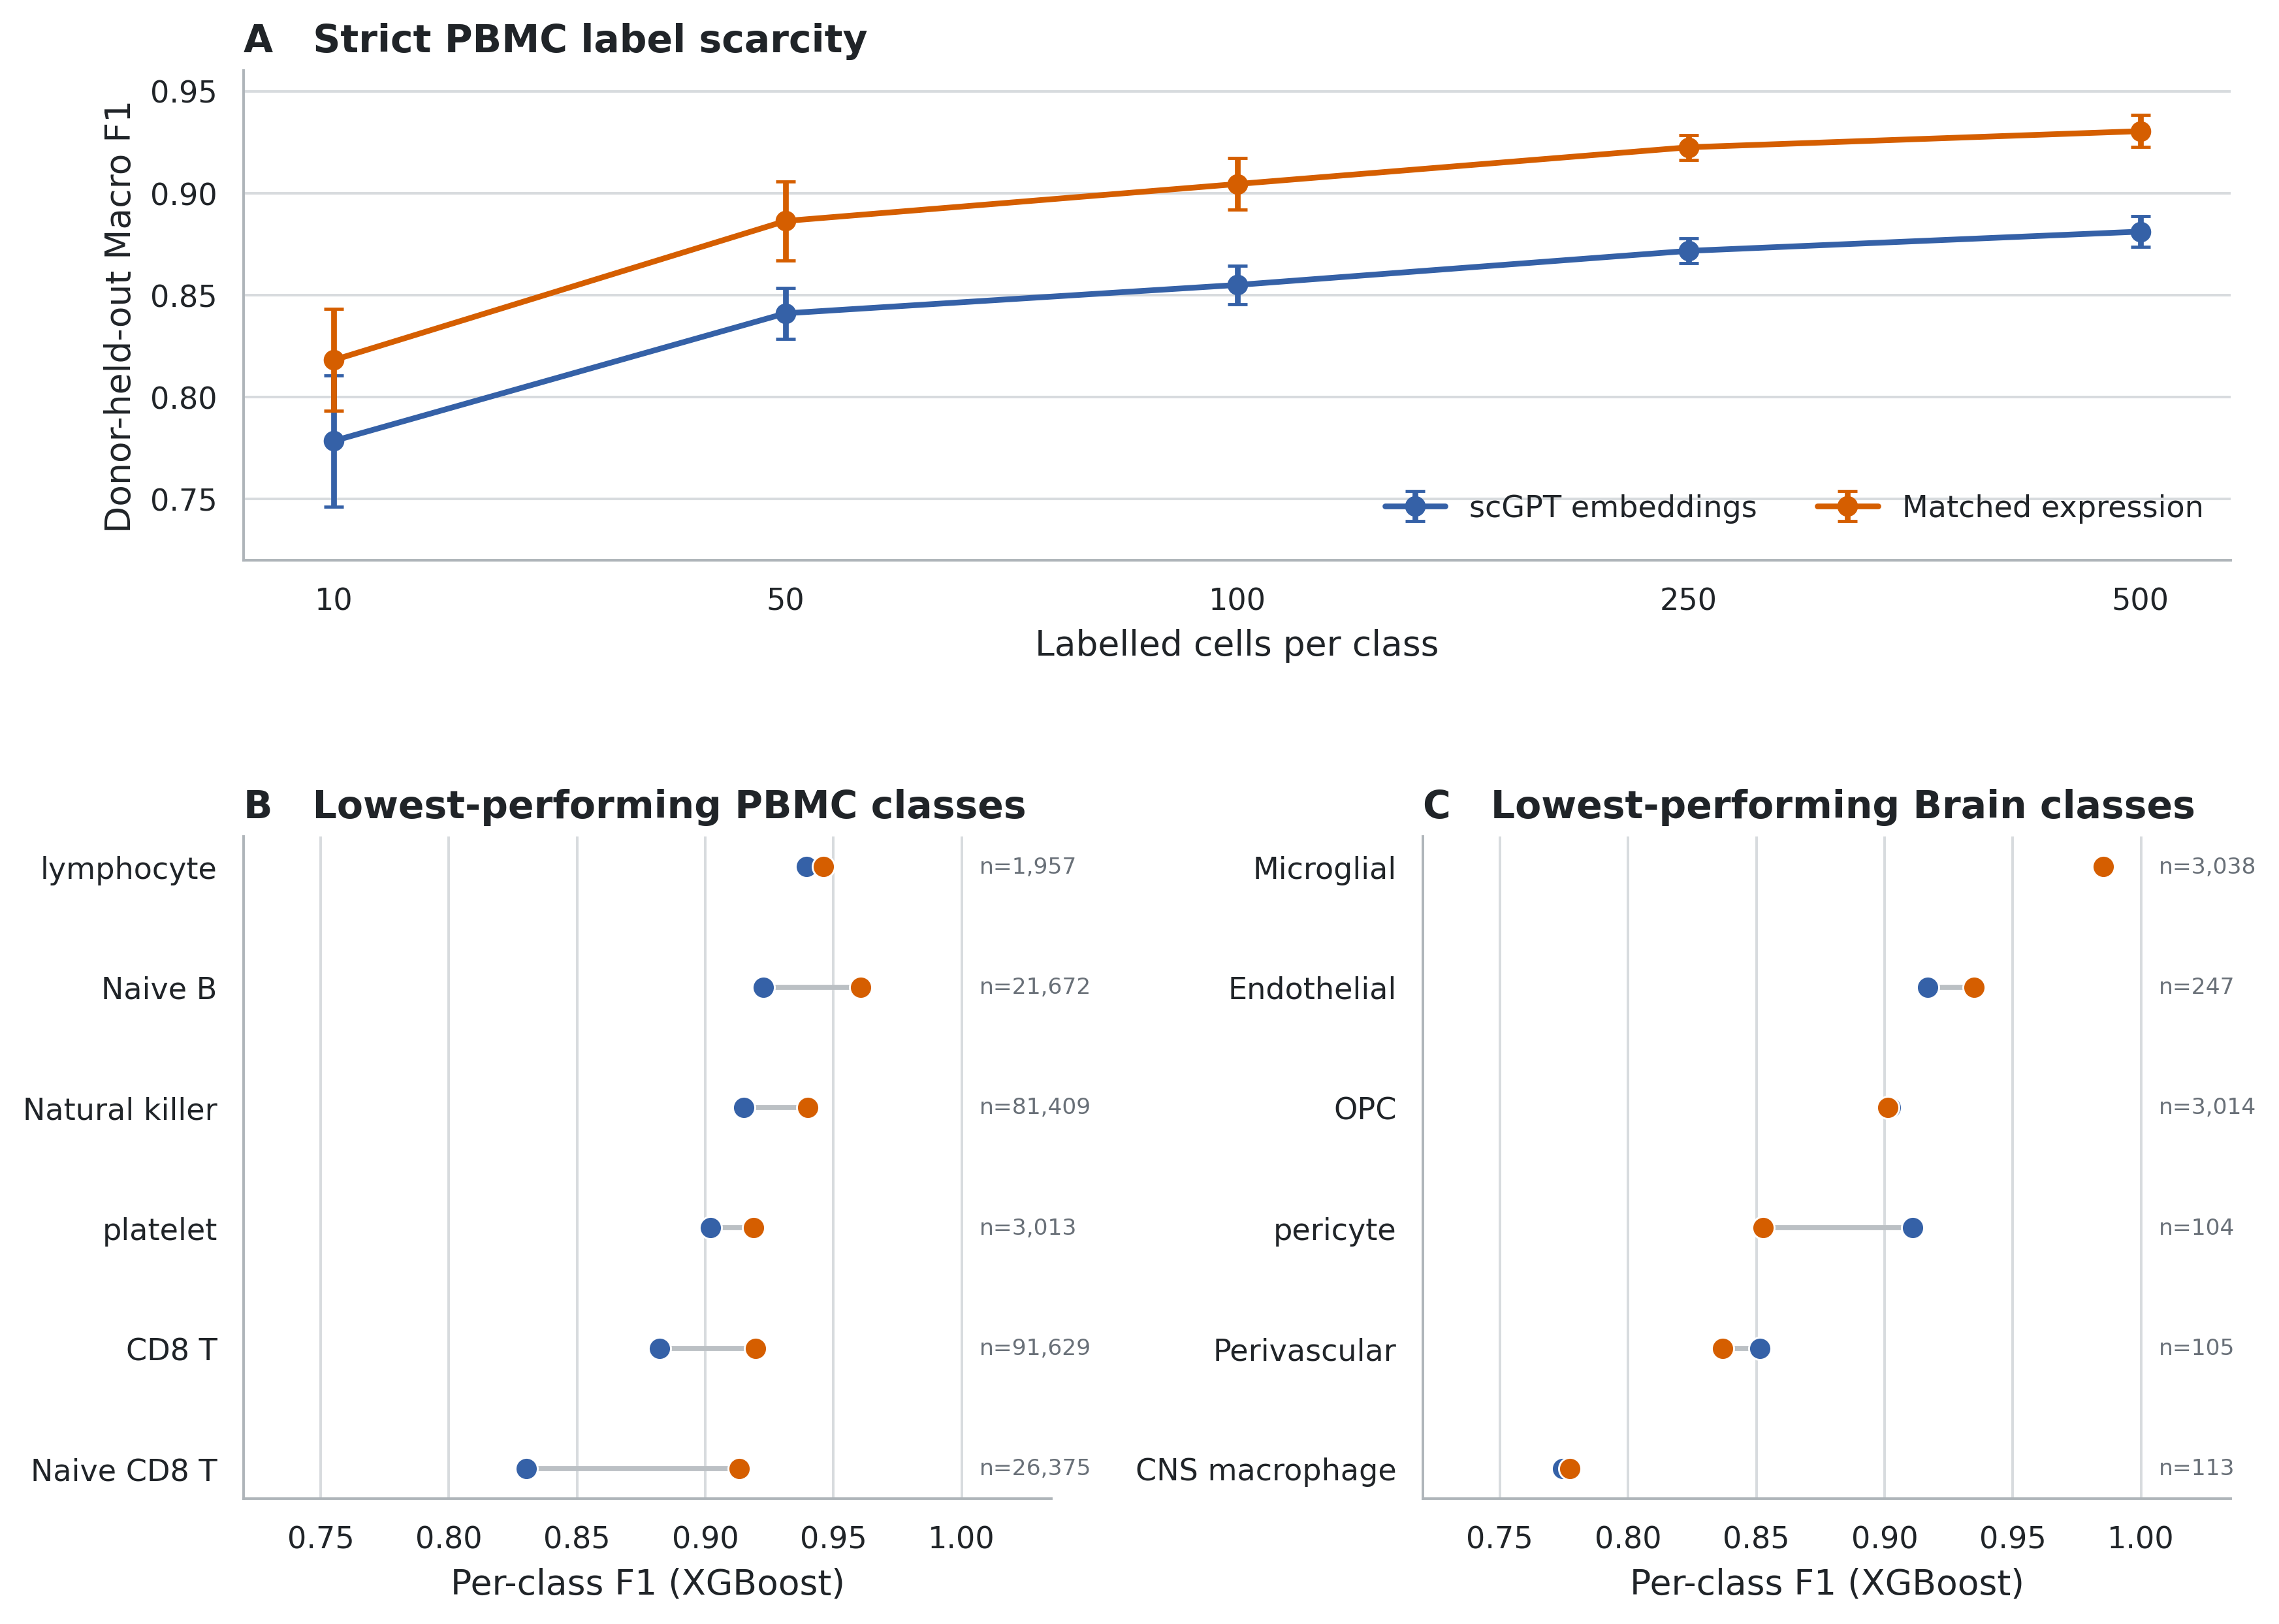 A Strict PBMC label scarcity
Donor-held-out Macro F1
0.95
0.90
0.85
0.80
0.75
scGPT embeddings Matched expression
10 50 100 250 500
Labelled cells per class
B Lowest-performing PBMC classes
lymphocyte n=1,957
Naive B n=21,672
Natural killer n=81,409
platelet n=3,013
CD8 T n=91,629
Naive CD8 T n=26,375
0.75 0.80 0.85 0.90 0.95 1.00
Per-class F1 (XGBoost)
C Lowest-performing Brain classes
Microglial n=3,038
Endothelial n=247
OPC n=3,014
pericyte n=104
Perivascular n=105
CNS macrophage n=113
0.75 0.80 0.85 0.90 0.95 1.00
Per-class F1 (XGBoost)